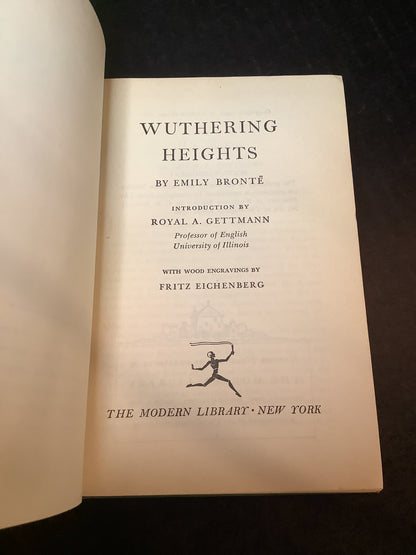 WUTHERING
HEIGHTS
BY EMILY BRONTË
INTRODUCTION BY
ROYAL A. GETTMANN
Professor of English
University of Illinois
WITH WOOD ENGRAVINGS BY
FRITZ EICHENBERG
THE MODERN LIBRARY · NEW YORK